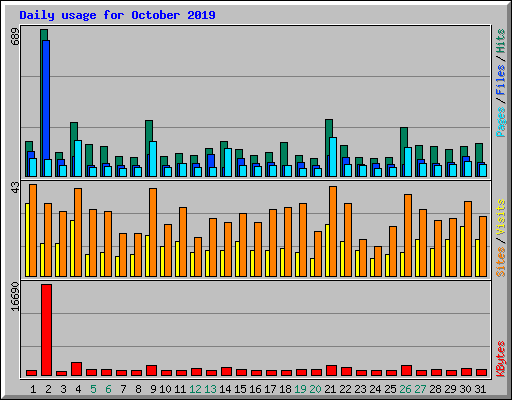 Daily usage for October 2019
689
Pages / Files / Hits
43
Sites / Visits
16690
KBytes
1 2 3 4 5 6 7 8 9 10 11 12 13 14 15 16 17 18 19 20 21 22 23 24 25 26 27 28 29 30 31